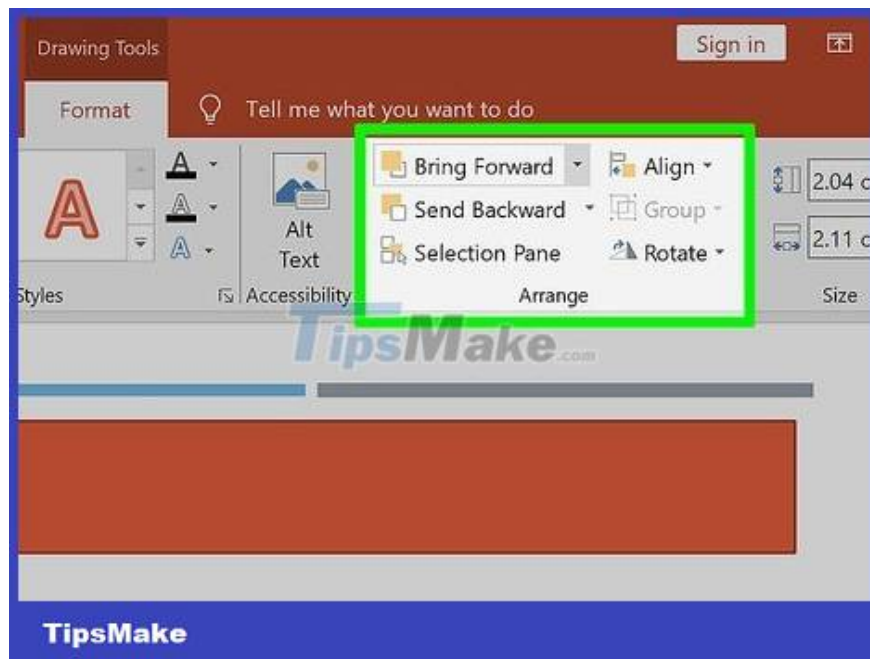 Drawing Tools
Sign in
Format
Tell me what you want to do
A
A
Bring Forward
Align
A
Alt
Text
2.04
Send Backward
Group
A
Selection Pane
Rotate
2.11
Styles
Accessibility
Arrange
Size
TipsMake.com
TipsMake